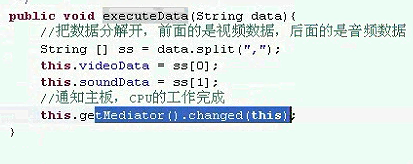 public void executeData(String data){
//把数据分解开，前面的是视频数据，后面的是音频数据
String [] ss = data.split(",");
this.videoData = ss[0];
this.soundData = ss[1];
//通知主板，CPU的工作完成
this.getMediator().changed(this);
}